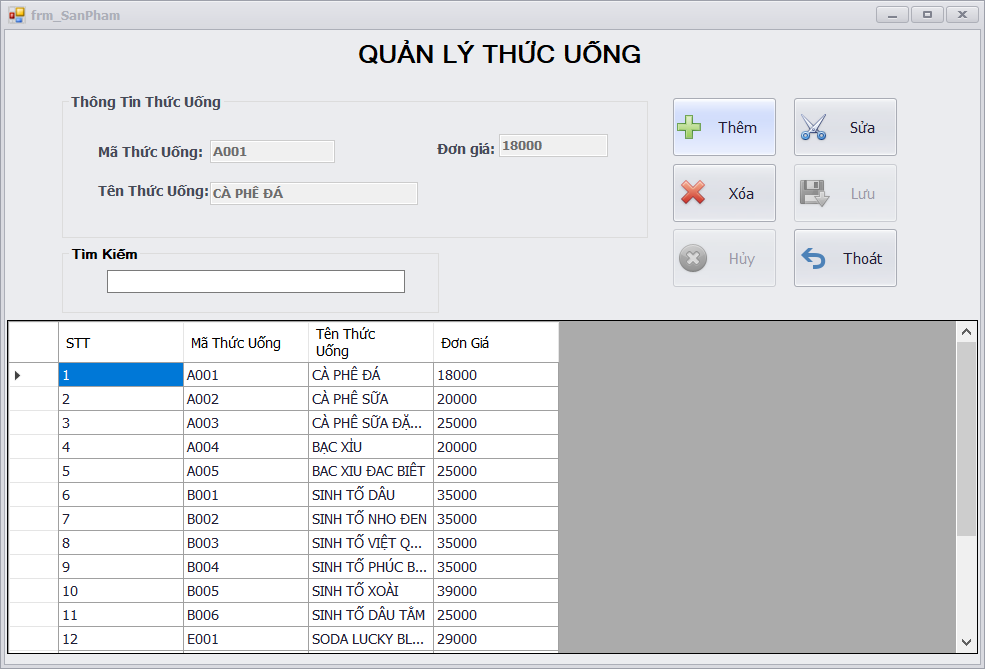 frm_SanPham
QUẢN LÝ THỨC UỐNG
Thông Tin Thức Uống
Mã Thức Uống: A001
Đơn giá: 18000
Tên Thức Uống: CÀ PHÊ ĐÁ
Thêm
Sửa
Xóa
Lưu
Hủy
Thoát
Tìm Kiếm
STT Mã Thức Uống Tên Thức Uống Đơn Giá
1 A001 CÀ PHÊ ĐÁ 18000
2 A002 CÀ PHÊ SỮA 20000
3 A003 CÀ PHÊ SỮA ĐẶ... 25000
4 A004 BẠC XỈU 20000
5 A005 BAC XIU ĐAC BIÊT 25000
6 B001 SINH TỐ DÂU 35000
7 B002 SINH TỐ NHO ĐEN 35000
8 B003 SINH TỐ VIỆT Q... 35000
9 B004 SINH TỐ PHÚC B... 35000
10 B005 SINH TỐ XOÀI 39000
11 B006 SINH TỐ DÂU TẰM 25000
12 E001 SODA LUCKY BL... 29000